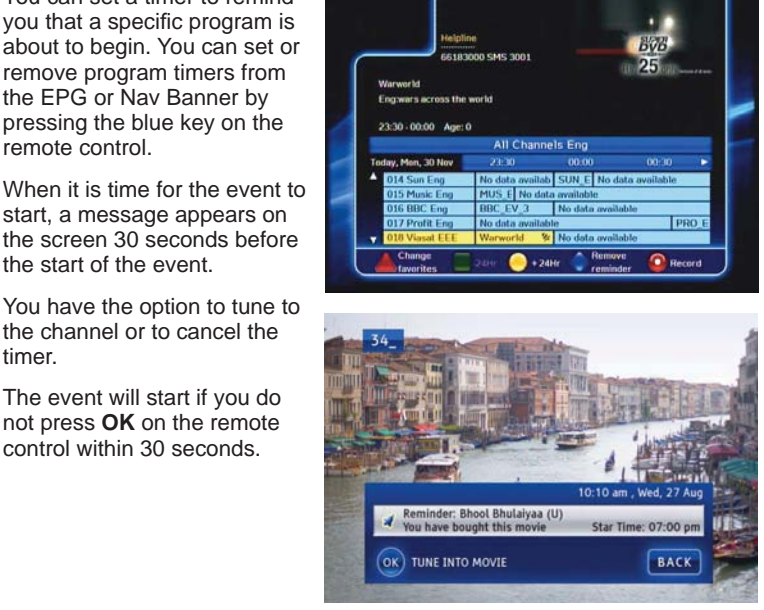 You can set a timer to remind
you that a specific program is
about to begin. You can set or
remove program timers from
the EPG or Nav Banner by
pressing the blue key on the
remote control.
When it is time for the event to
start, a message appears on
the screen 30 seconds before
the start of the event.
You have the option to tune to
the channel or to cancel the
timer.
The event will start if you do
not press OK on the remote
control within 30 seconds.
Helpline
66183000 SMS 3001
SUPER
DVD
25
Warworld
Eng:wars across the world
23:30 - 00:00 Age: 0
All Channels Eng
Today, Mon, 30 Nov 23:30 00:00 00:30
014 Sun Eng No data availab SUN_E No data available
015 Music Eng MUS_E No data available
016 BBC Eng BBC_EV_3 No data available
017 Profit Eng No data available PRO_E
018 Viasat EEE Warworld No data available
Change favorites 24Hr +24Hr Remove reminder Record
34_
10:10 am , Wed, 27 Aug
Reminder: Bhool Bhulaiyaa (U)
You have bought this movie Star Time: 07:00 pm
OK TUNE INTO MOVIE BACK